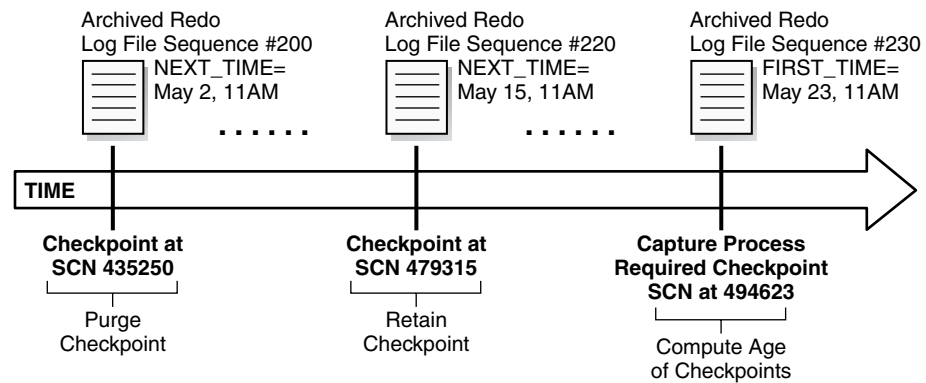 Archived Redo
Log File Sequence #200
NEXT_TIME=
May 2, 11AM
Archived Redo
Log File Sequence #220
NEXT_TIME=
May 15, 11AM
Archived Redo
Log File Sequence #230
FIRST_TIME=
May 23, 11AM
TIME
Checkpoint at
SCN 435250
Purge
Checkpoint
Checkpoint at
SCN 479315
Retain
Checkpoint
Capture Process
Required Checkpoint
SCN at 494623
Compute Age
of Checkpoints